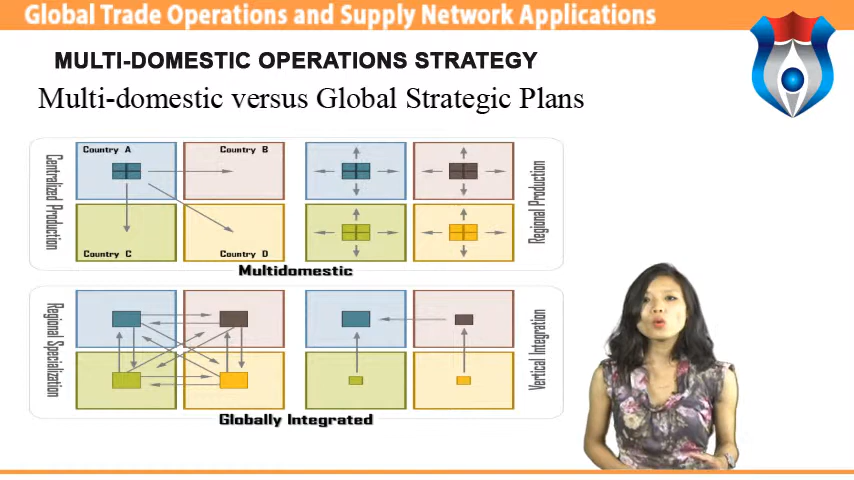 Global Trade Operations and Supply Network Applications
MULTI-DOMESTIC OPERATIONS STRATEGY
Multi-domestic versus Global Strategic Plans
Centralized Production
Country A
Country B
Country C
Country D
Regional Production
Multidomestic
Regional Specialization
Vertical Integration
Globally Integrated